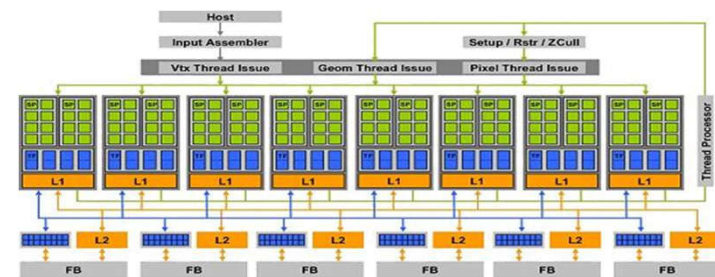 Host
Input Assembler
Setup / Rstr / ZCull
Vtx Thread Issue Geom Thread Issue Pixel Thread Issue
SP SP SP SP SP SP SP SP SP SP SP SP SP SP SP SP
Thread Processor
TF TF TF TF TF TF TF TF
L1 L1 L1 L1 L1 L1 L1 L1
L2 L2 L2 L2 L2 L2
FB FB FB FB FB FB